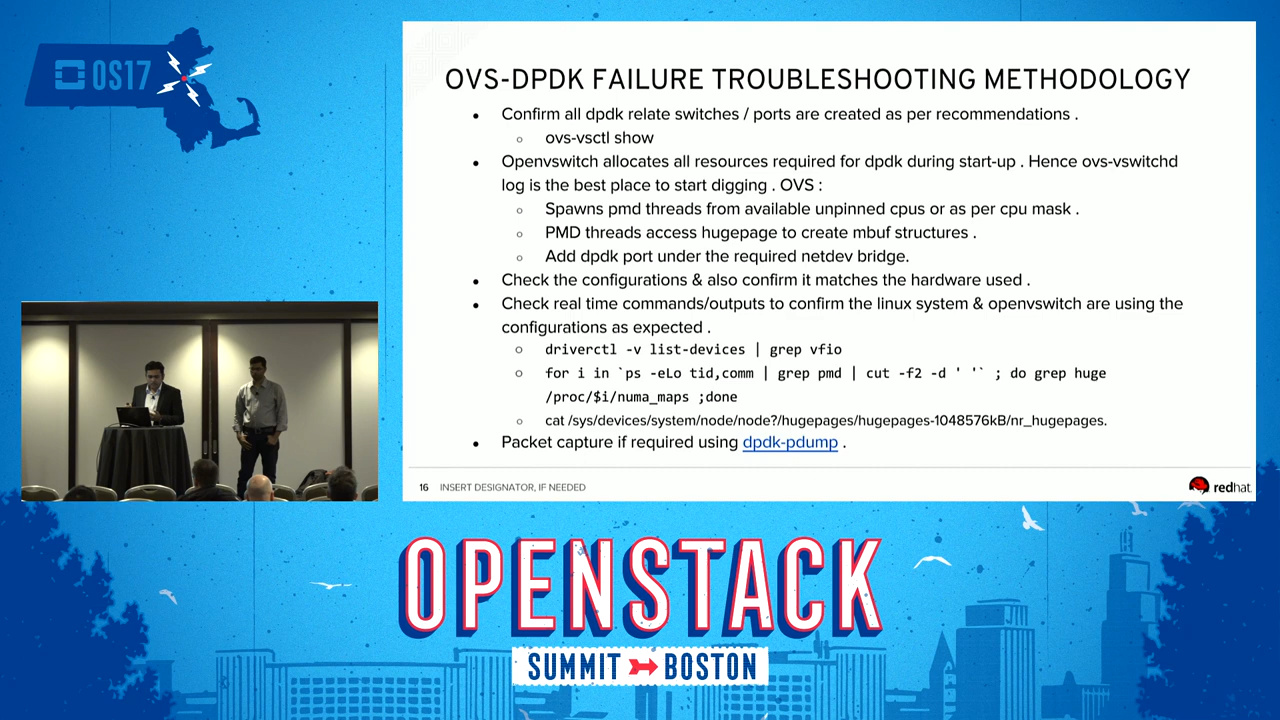 OS17
OVS-DPDK FAILURE TROUBLESHOOTING METHODOLOGY
• Confirm all dpdk relate switches / ports are created as per recommendations .
○ ovs-vsctl show
• Openvswitch allocates all resources required for dpdk during start-up . Hence ovs-vswitchd
log is the best place to start digging . OVS :
○ Spawns pmd threads from available unpinned cpus or as per cpu mask .
○ PMD threads access hugepage to create mbuf structures .
○ Add dpdk port under the required netdev bridge.
• Check the configurations & also confirm it matches the hardware used .
• Check real time commands/outputs to confirm the linux system & openvswitch are using the
configurations as expected .
○ driverctl -v list-devices | grep vfio
○ for i in `ps -eLo tid,comm | grep pmd | cut -f2 -d ' '` ; do grep huge
/proc/$i/numa_maps ;done
○ cat /sys/devices/system/node/node?/hugepages/hugepages-1048576kB/nr_hugepages.
• Packet capture if required using dpdk-pdump .
16 INSERT DESIGNATOR, IF NEEDED
redhat.
OPENSTACK
SUMMIT BOSTON